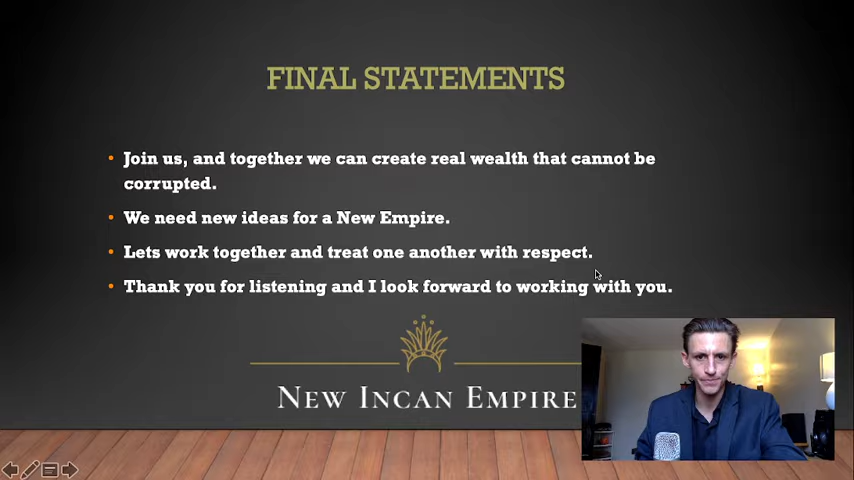 FINAL STATEMENTS
• Join us, and together we can create real wealth that cannot be
corrupted.
• We need new ideas for a New Empire.
• Lets work together and treat one another with respect.
• Thank you for listening and I look forward to working with you.
NEW INCAN EMPIRE